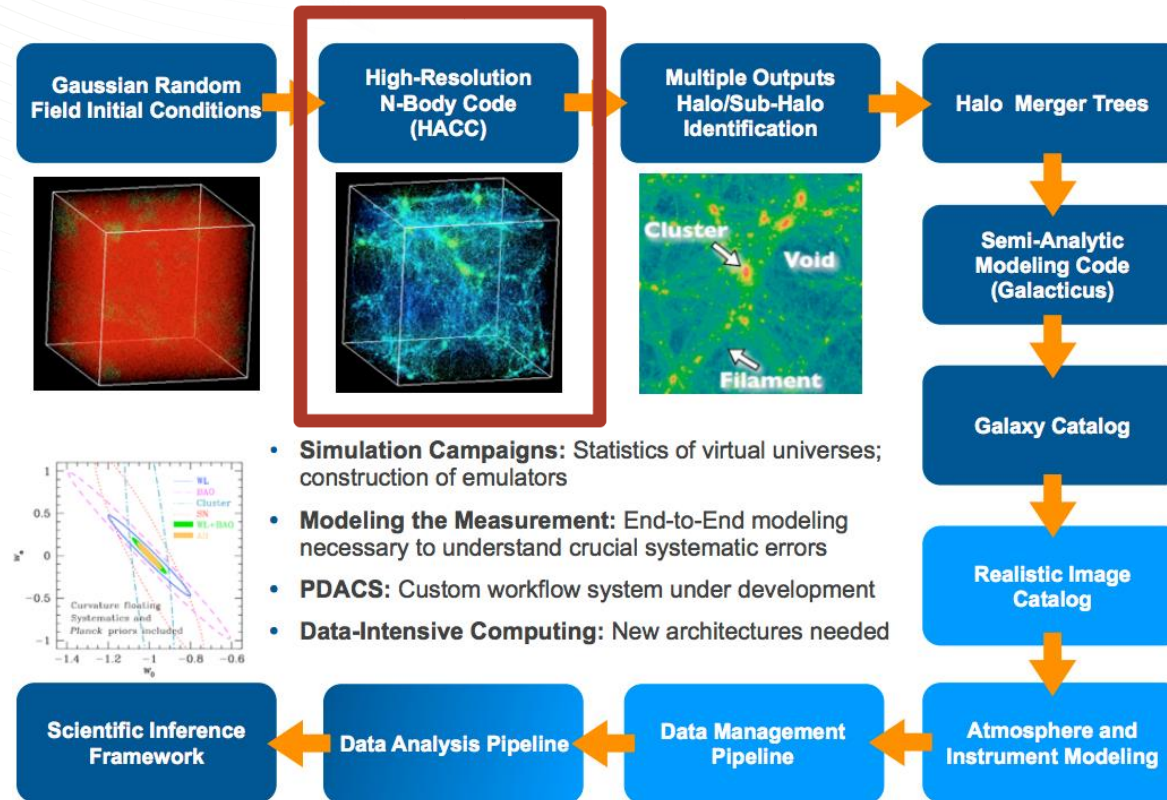 Gaussian Random
Field Initial Conditions
High-Resolution
N-Body Code
(HACC)
Multiple Outputs
Halo/Sub-Halo
Identification
Halo Merger Trees
Cluster
Void
Filament
Semi-Analytic
Modeling Code
(Galacticus)
Galaxy Catalog
Realistic Image
Catalog
Atmosphere and
Instrument Modeling
• Simulation Campaigns: Statistics of virtual universes;
construction of emulators
• Modeling the Measurement: End-to-End modeling
necessary to understand crucial systematic errors
• PDACS: Custom workflow system under development
• Data-Intensive Computing: New architectures needed
WL
BAO
Cluster
SN
WL+BAO
All
1
0.5
0
-0.5
-1
Curvature floating
Systematics and
Planck priors included
-1.4 -1.2 -1 -0.8 -0.6
w0
Scientific Inference
Framework
Data Analysis Pipeline
Data Management
Pipeline